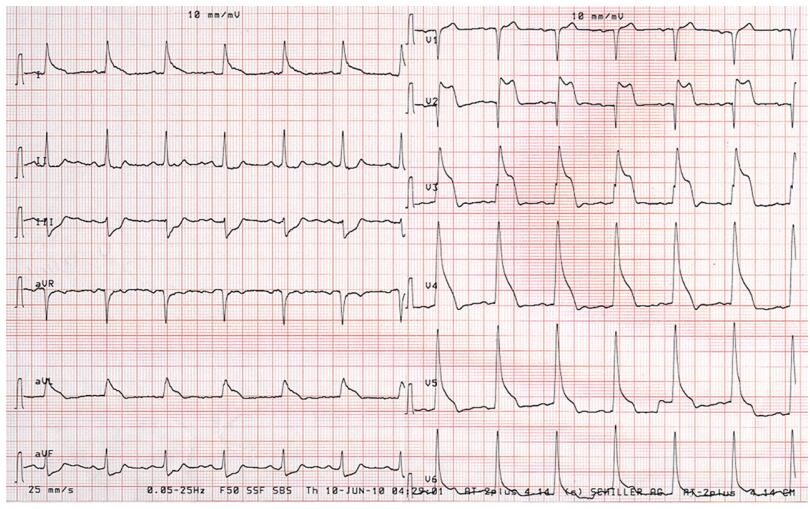 10 mm/mV
10 mm/mV
I
II
III
aVR
aVL
aVF
V1
V2
V3
V4
V5
V6
25 mm/s 0.05-25Hz F50 SSF SBS Th 10-JUN-10 04:29:01 AT-2plus 4.14 (c) SCHILLER AG AT-2plus 4.14 CM